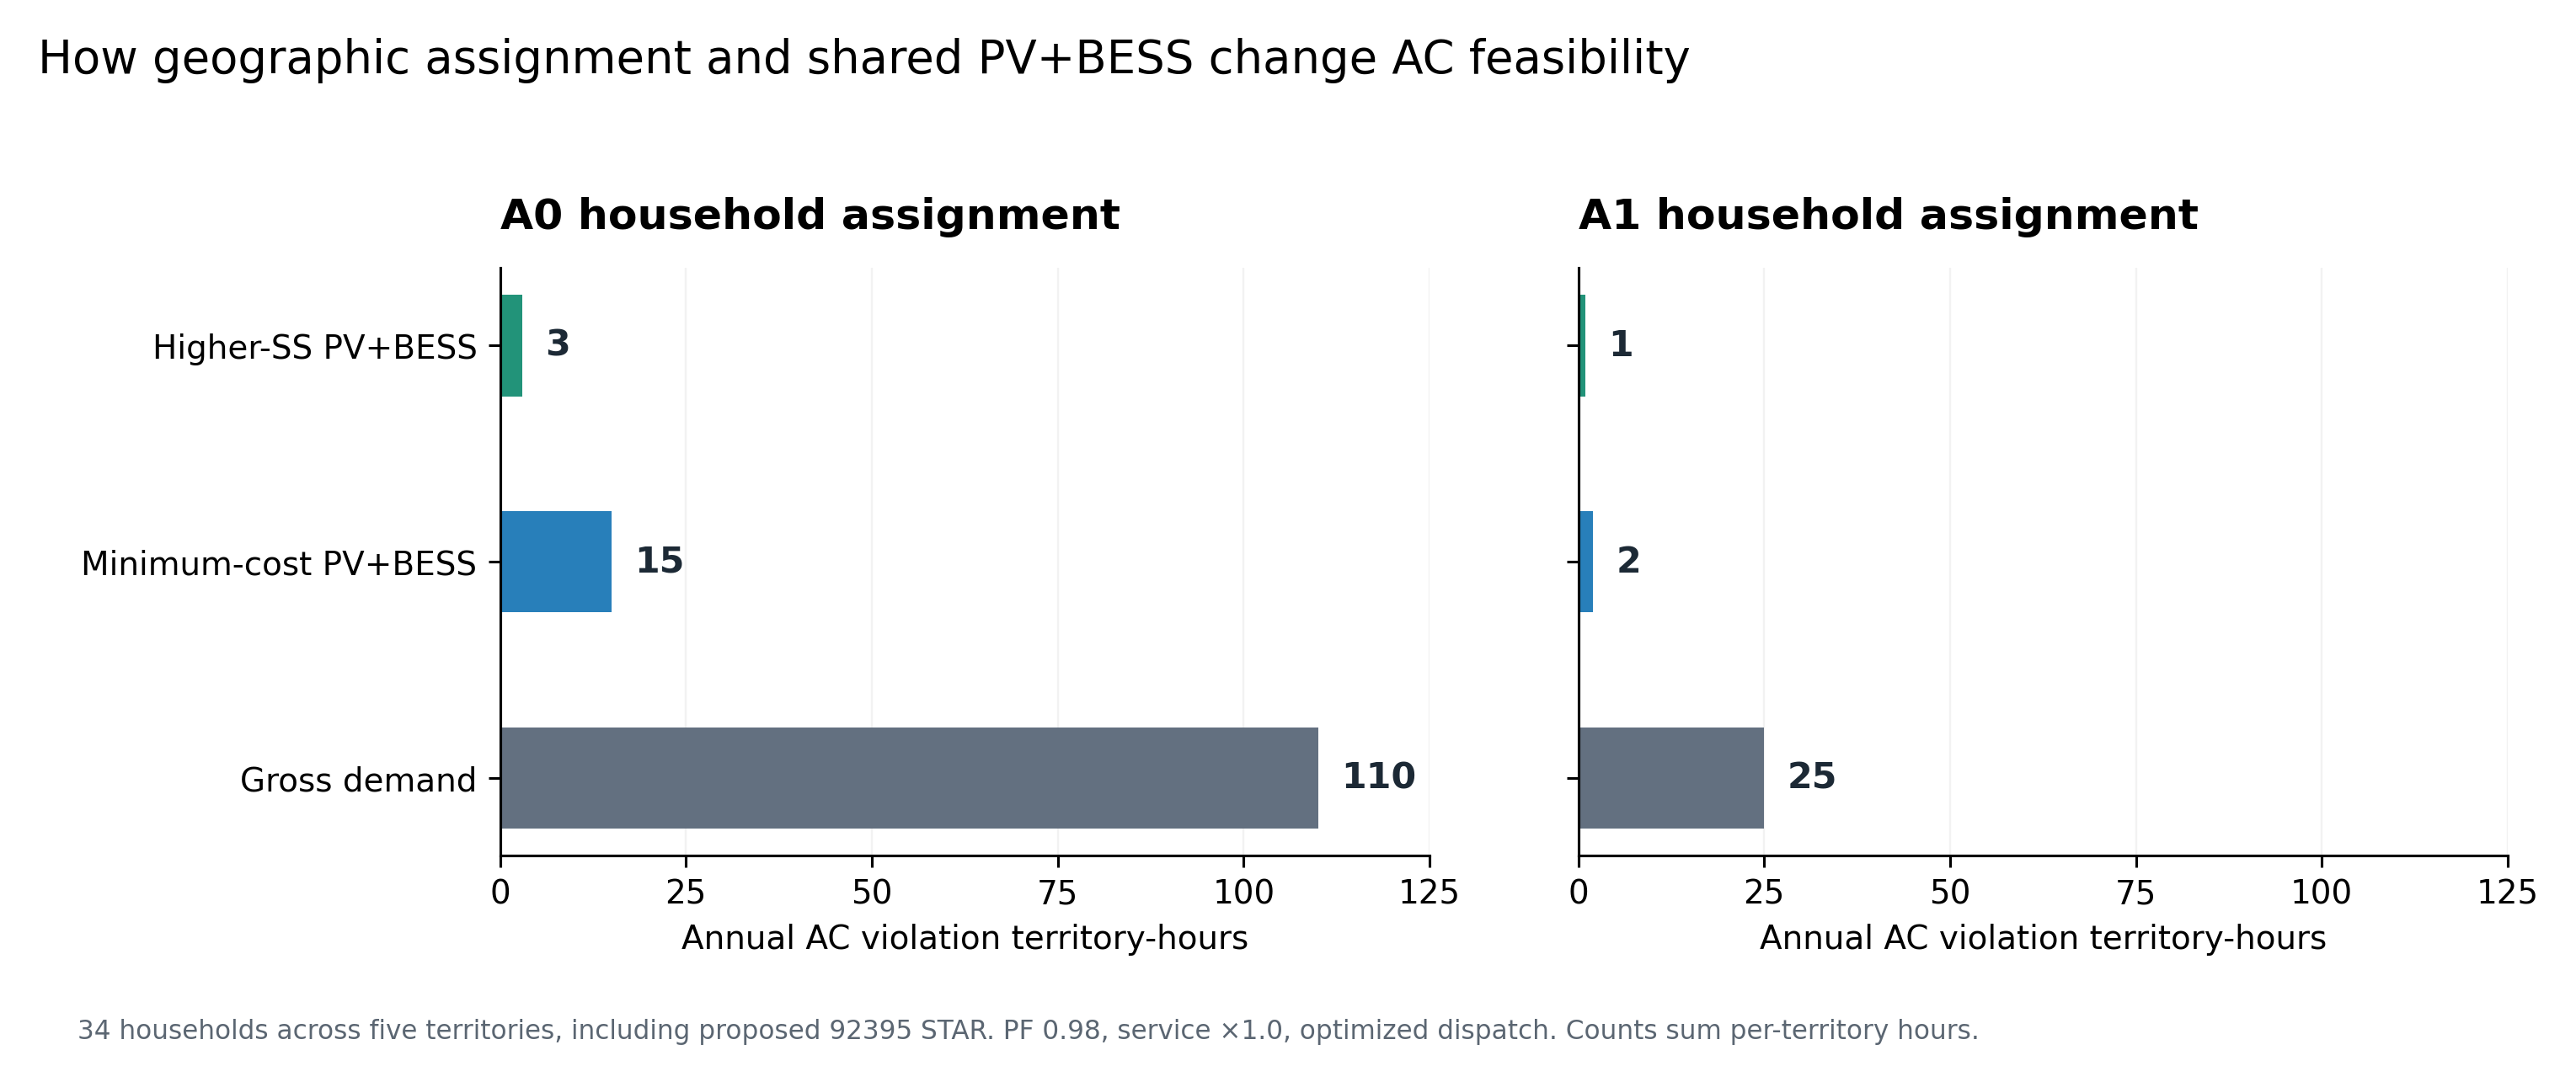 How geographic assignment and shared PV+BESS change AC feasibility
A0 household assignment
Higher-SS PV+BESS
3
Minimum-cost PV+BESS
15
Gross demand
110
0 25 50 75 100 125
Annual AC violation territory-hours
A1 household assignment
1
2
25
0 25 50 75 100 125
Annual AC violation territory-hours
34 households across five territories, including proposed 92395 STAR. PF 0.98, service ×1.0, optimized dispatch. Counts sum per-territory hours.